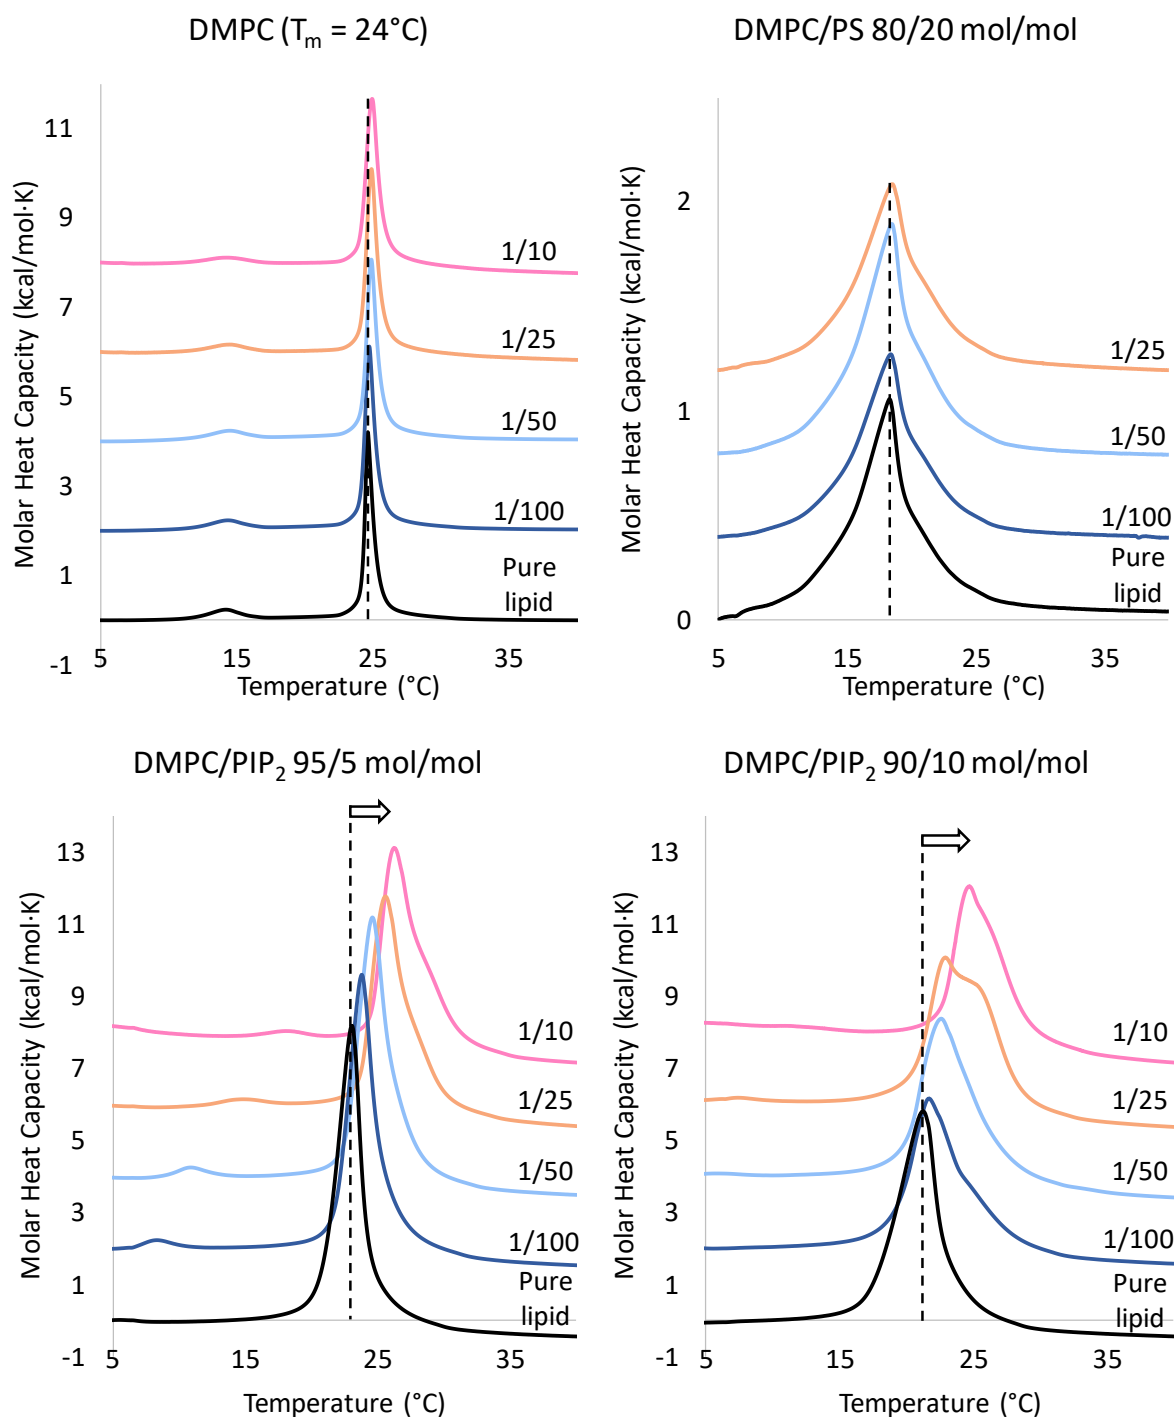 DMPC (Tm = 24°C)
Molar Heat Capacity (kcal/mol·K)
11
9
7
5
3
1
-1
1/10
1/25
1/50
1/100
Pure
lipid
5
15
25
35
Temperature (°C)
DMPC/PS 80/20 mol/mol
Molar Heat Capacity (kcal/mol·K)
2
1
0
1/25
1/50
1/100
Pure
lipid
5
15
25
35
Temperature (°C)
DMPC/PIP2 95/5 mol/mol
Molar Heat Capacity (kcal/mol·K)
13
11
9
7
5
3
1
-1
1/10
1/25
1/50
1/100
Pure
lipid
5
15
25
35
Temperature (°C)
DMPC/PIP2 90/10 mol/mol
Molar Heat Capacity (kcal/mol·K)
13
11
9
7
5
3
1
-1
1/10
1/25
1/50
1/100
Pure
lipid
5
15
25
35
Temperature (°C)